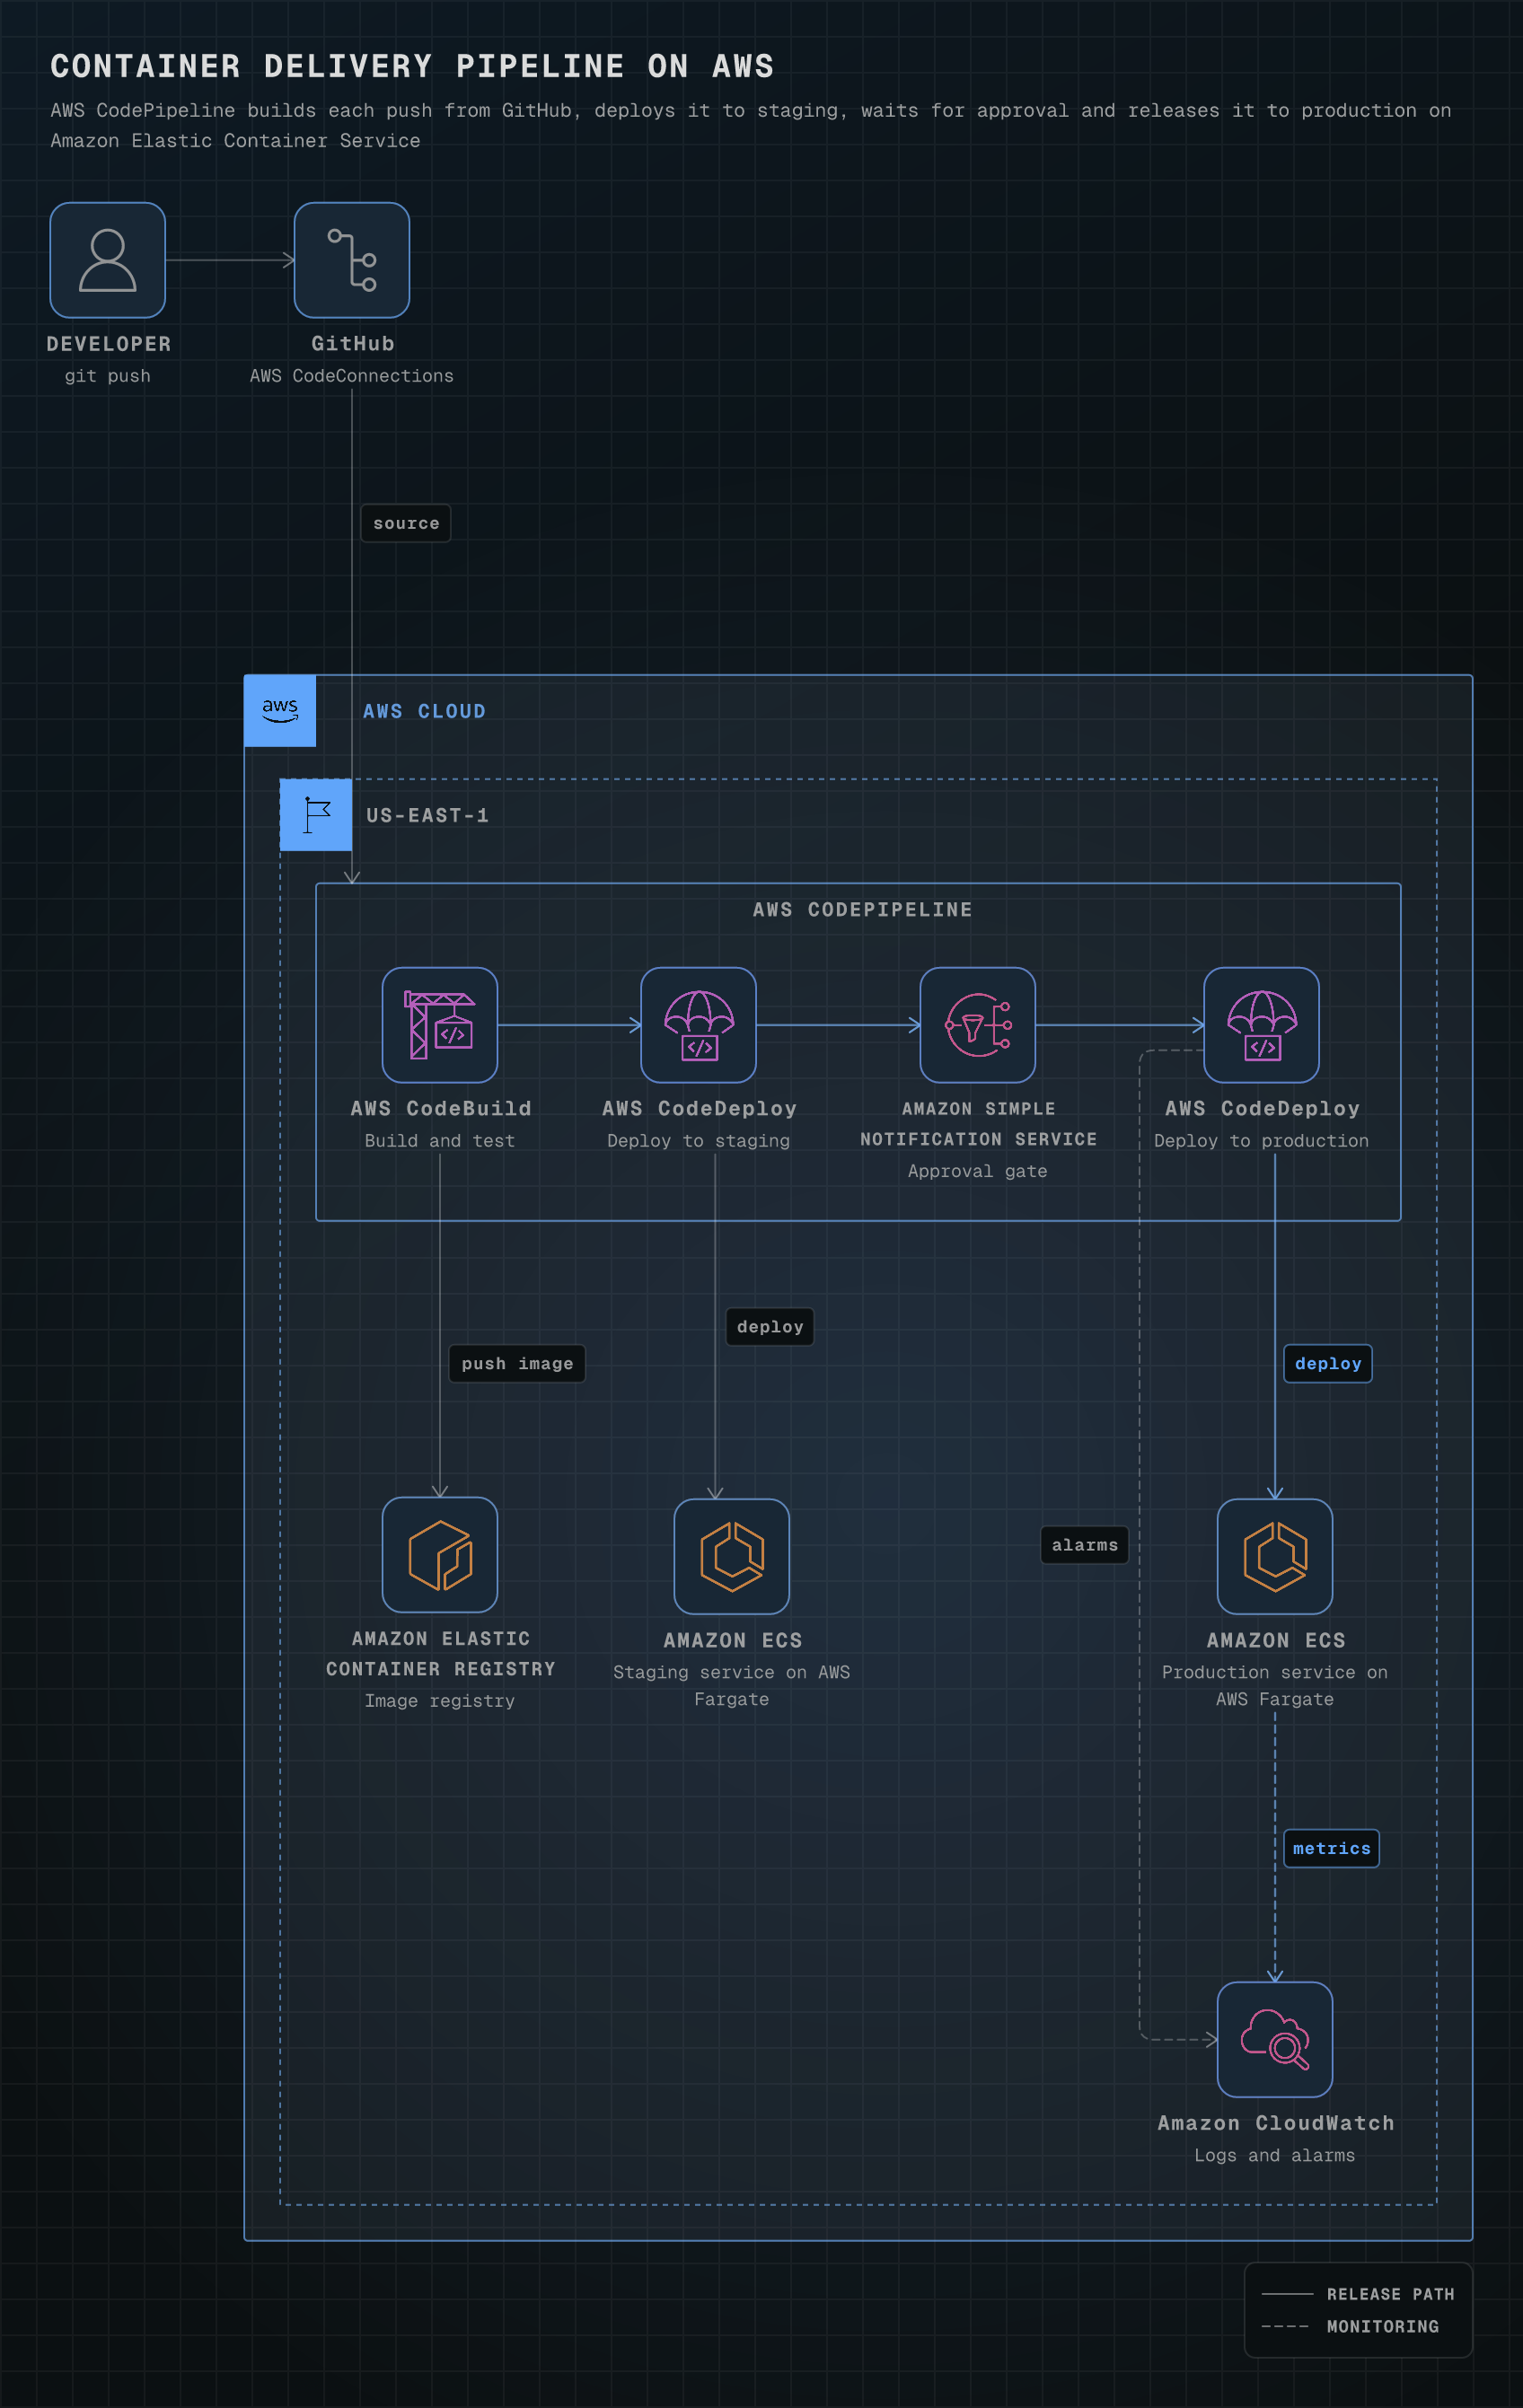 CONTAINER DELIVERY PIPELINE ON AWS
AWS CodePipeline builds each push from GitHub, deploys it to staging, waits for approval and releases it to production on
Amazon Elastic Container Service
DEVELOPER
git push
GitHub
AWS CodeConnections
source
aws
AWS CLOUD
US-EAST-1
AWS CODEPIPELINE
AWS CodeBuild
Build and test
AWS CodeDeploy
Deploy to staging
AMAZON SIMPLE
NOTIFICATION SERVICE
Approval gate
AWS CodeDeploy
Deploy to production
deploy
push image
deploy
alarms
AMAZON ELASTIC
CONTAINER REGISTRY
Image registry
AMAZON ECS
Staging service on AWS
Fargate
AMAZON ECS
Production service on
AWS Fargate
metrics
Amazon CloudWatch
Logs and alarms
RELEASE PATH
MONITORING